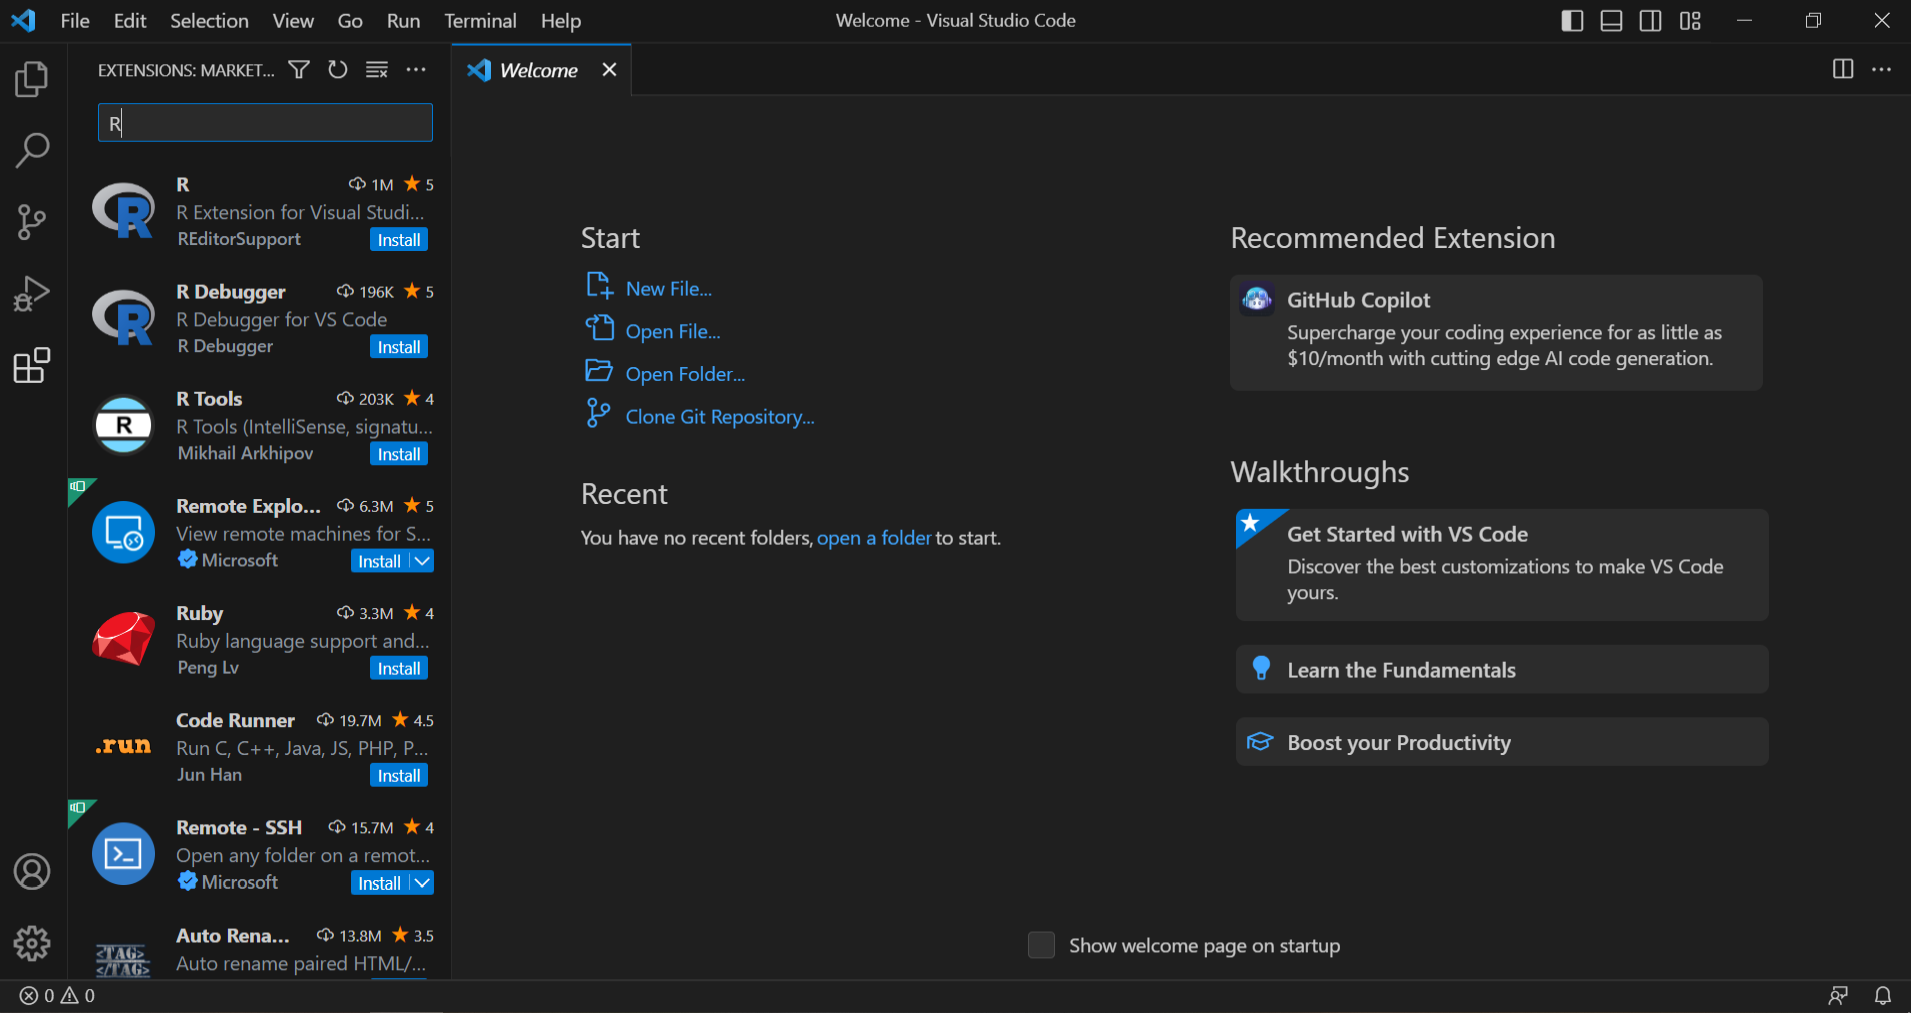 File Edit Selection View Go Run Terminal Help
Welcome - Visual Studio Code
EXTENSIONS: MARKET...
Welcome
R
R 1M 5
R Extension for Visual Studi...
REditorSupport Install
R Debugger 196K 5
R Debugger for VS Code
R Debugger Install
R
R Tools 203K 4
R Tools (IntelliSense, signatu...
Mikhail Arkhipov Install
Remote Explo... 6.3M 5
View remote machines for S...
Microsoft Install
Ruby 3.3M 4
Ruby language support and...
Peng Lv Install
.run
Code Runner 19.7M 4.5
Run C, C++, Java, JS, PHP, P...
Jun Han Install
Remote - SSH 15.7M 4
Open any folder on a remot...
Microsoft Install
<TAG>
</TAG>
Auto Rena... 13.8M 3.5
Auto rename paired HTML/...
Start
New File...
Open File...
Open Folder...
Clone Git Repository...
Recent
You have no recent folders, open a folder to start.
Recommended Extension
GitHub Copilot
Supercharge your coding experience for as little as
$10/month with cutting edge AI code generation.
Walkthroughs
Get Started with VS Code
Discover the best customizations to make VS Code
yours.
Learn the Fundamentals
Boost your Productivity
Show welcome page on startup
0 0